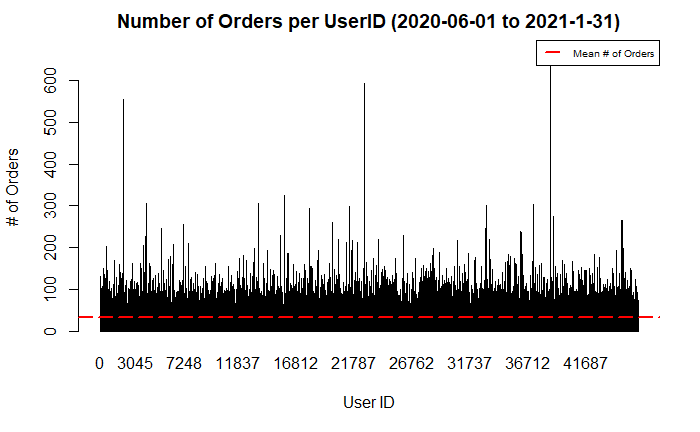 Number of Orders per UserID (2020-06-01 to 2021-1-31)
Mean # of Orders
# of Orders
600
500
400
300
200
100
0
0 3045 7248 11837 16812 21787 26762 31737 36712 41687
User ID